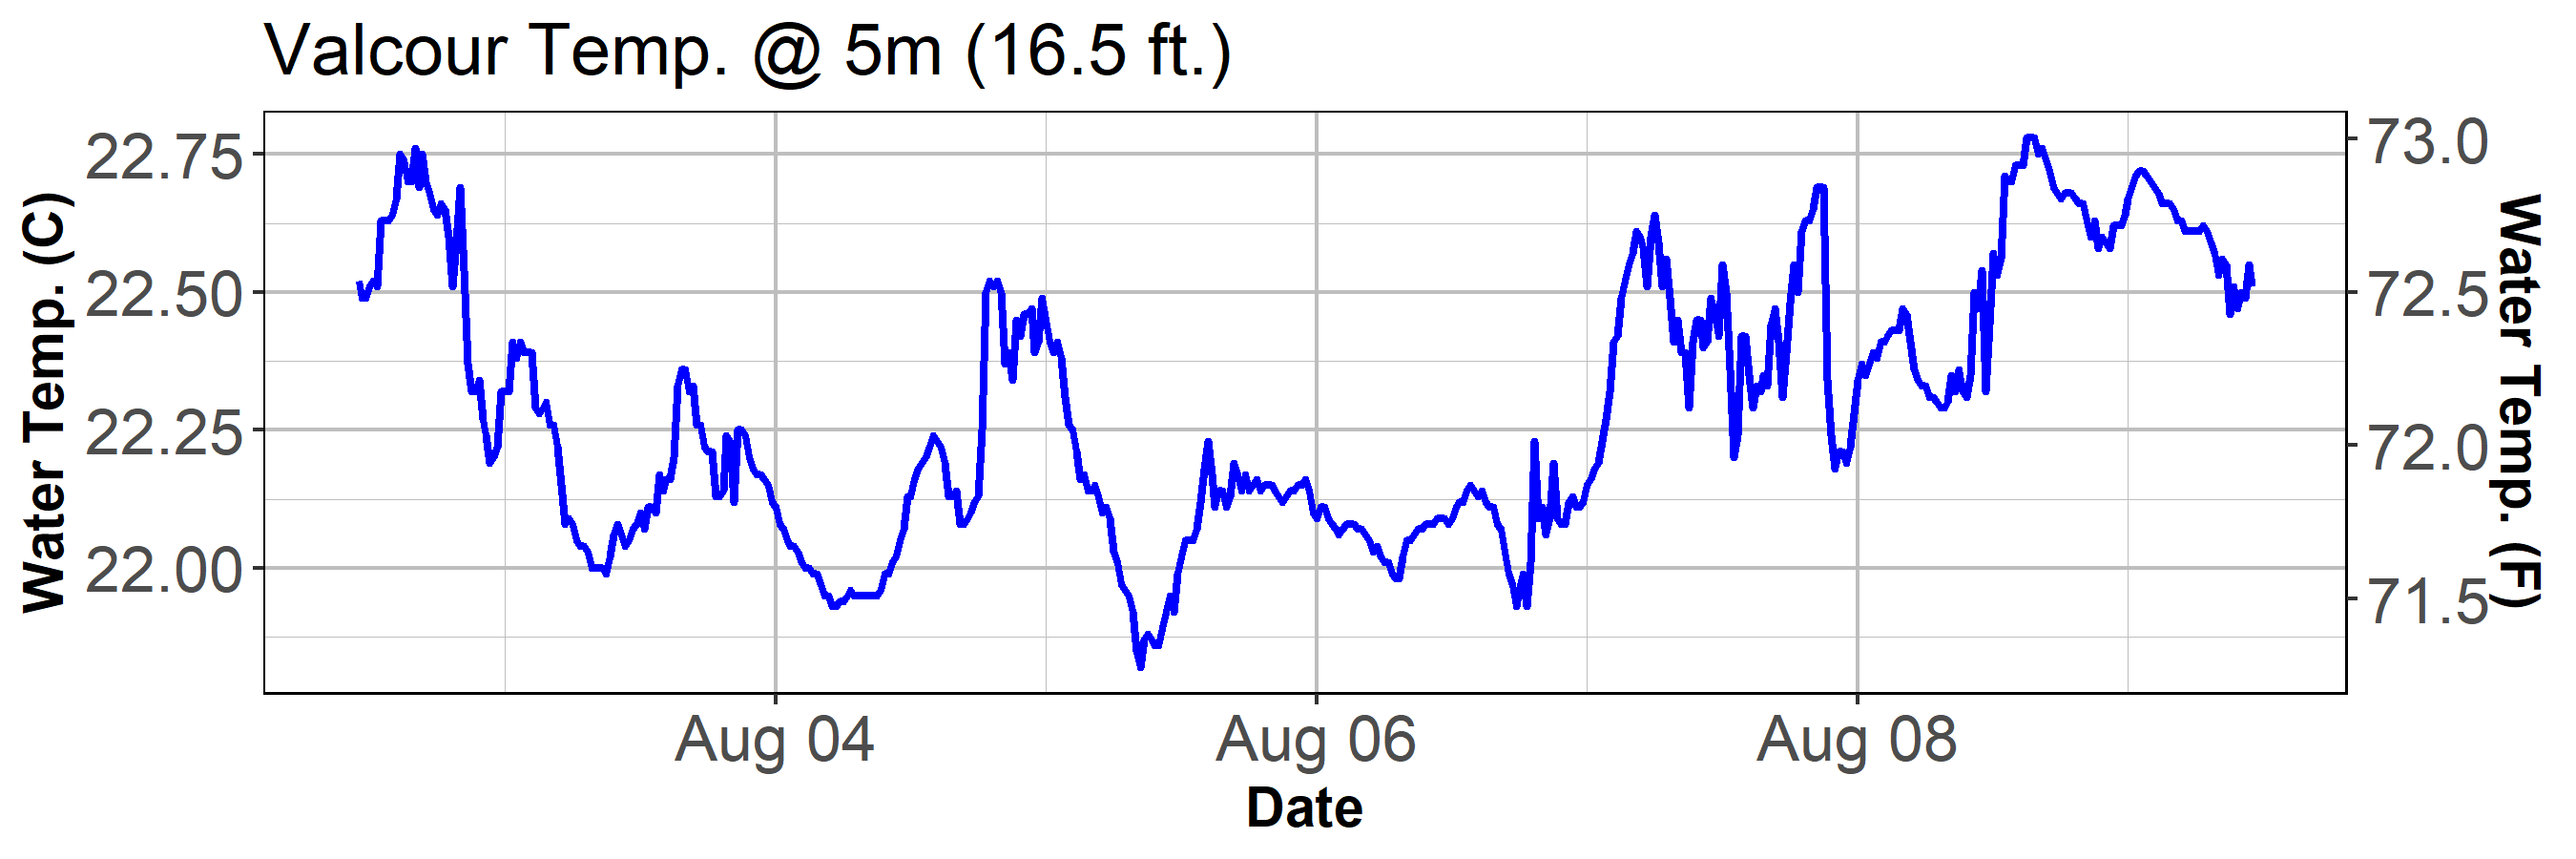 Valcour Temp. @ 5m (16.5 ft.)
Water Temp. (C)
22.75
22.50
22.25
22.00
73.0
72.5
72.0
71.5
Water Temp. (F)
Aug 04 Aug 06 Aug 08
Date